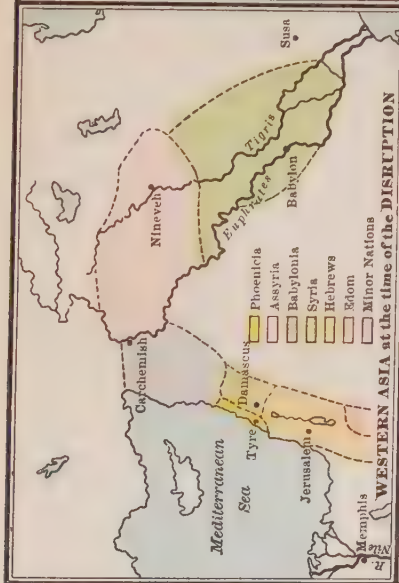 Susa
Tigris
Nineveh
Euphrates
Babylon
Carchemish
Phoenicia
Assyria
Babylonia
Syria
Hebrews
Edom
Minor Nations
Damascus
Mediterranean
Sea
Tyre
Jerusalem
Memphis
R.
Nile
WESTERN ASIA at the time of the DISRUPTION